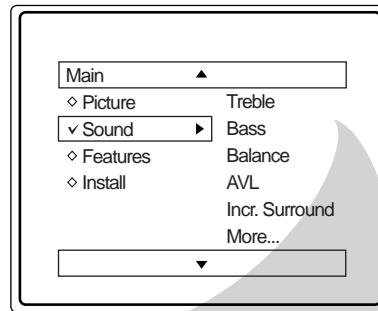 Main
Picture
Treble
Sound
Bass
Features
Balance
Install
AVL
Incr. Surround
More...